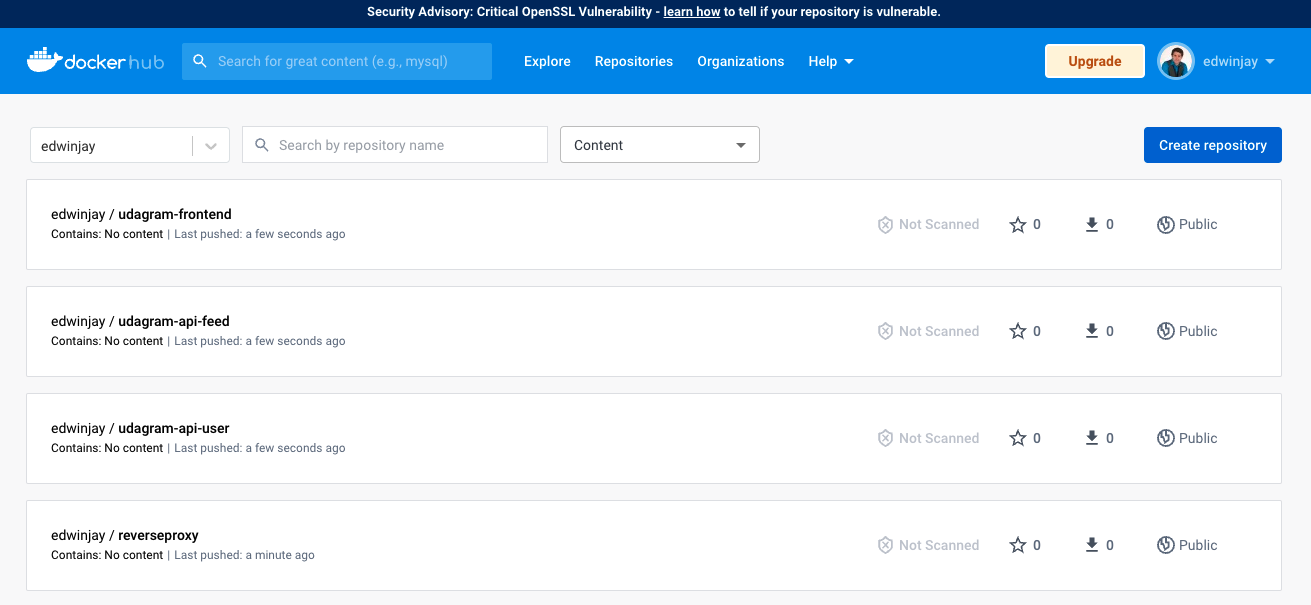 Security Advisory: Critical OpenSSL Vulnerability - learn how to tell if your repository is vulnerable.
docker hub Search for great content (e.g., mysql) Explore Repositories Organizations Help Upgrade edwinjay
edwinjay Search by repository name Content Create repository
edwinjay / udagram-frontend
Contains: No content | Last pushed: a few seconds ago
Not Scanned 0 0 Public
edwinjay / udagram-api-feed
Contains: No content | Last pushed: a few seconds ago
Not Scanned 0 0 Public
edwinjay / udagram-api-user
Contains: No content | Last pushed: a few seconds ago
Not Scanned 0 0 Public
edwinjay / reverseproxy
Contains: No content | Last pushed: a minute ago
Not Scanned 0 0 Public